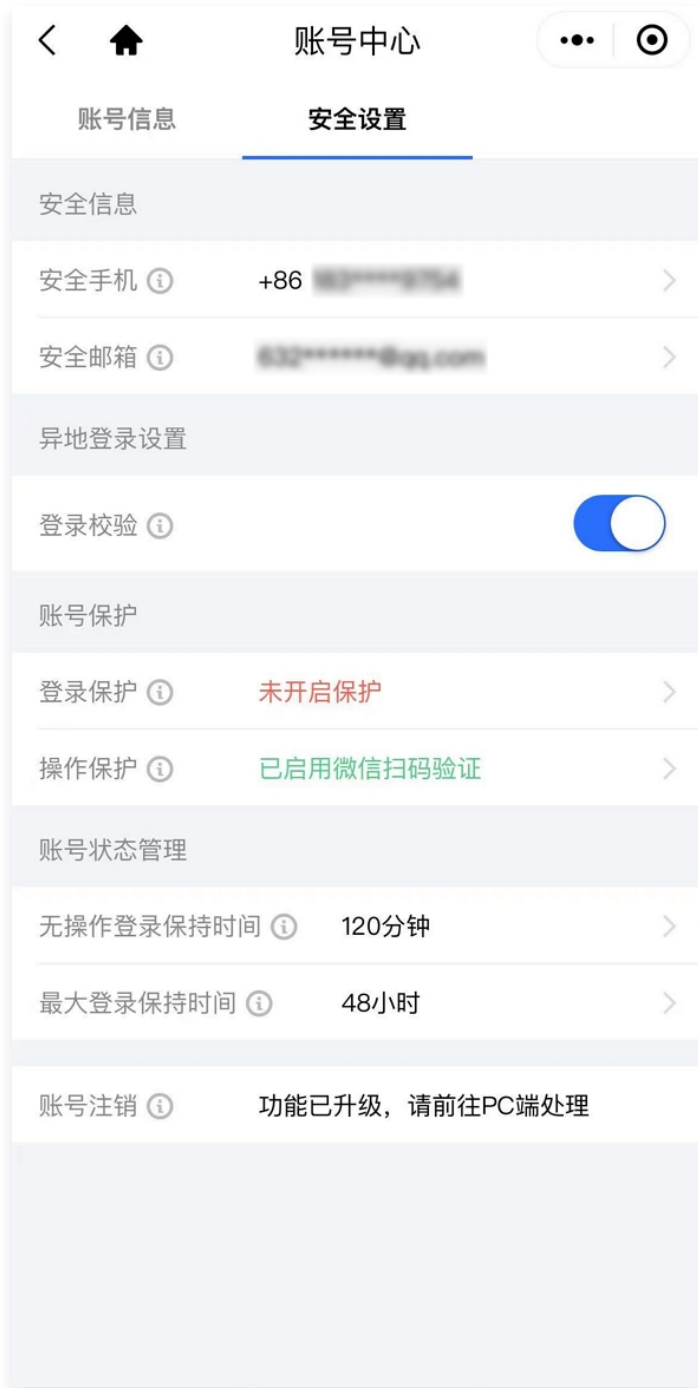 账号中心
账号信息 安全设置
安全信息
安全手机 +86
安全邮箱
异地登录设置
登录校验
账号保护
登录保护 未开启保护
操作保护 已启用微信扫码验证
账号状态管理
无操作登录保持时间 120分钟
最大登录保持时间 48小时
账号注销 功能已升级，请前往PC端处理